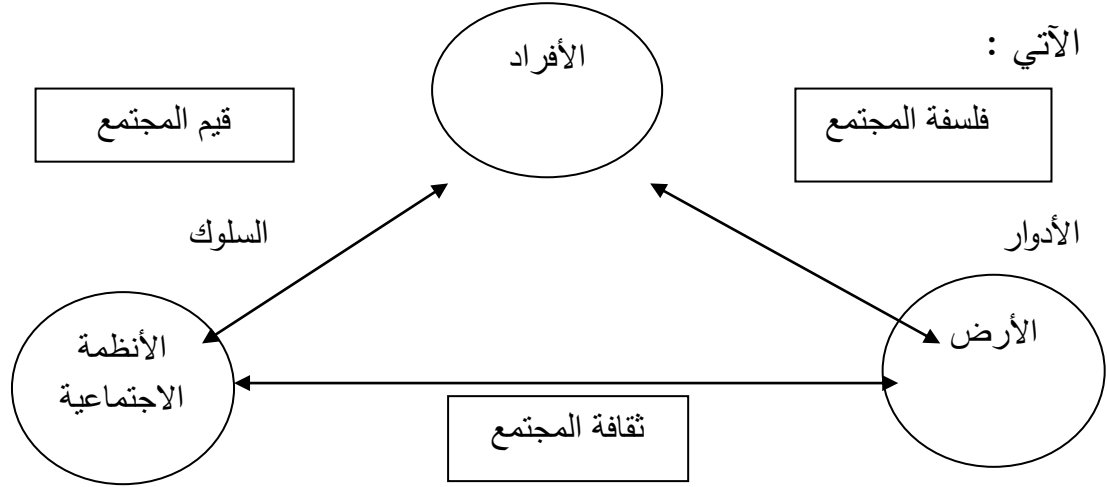 الآتي :
الأفراد
فلسفة المجتمع
قيم المجتمع
الأدوار
السلوك
الأرض
الأنظمة
الاجتماعية
ثقافة المجتمع